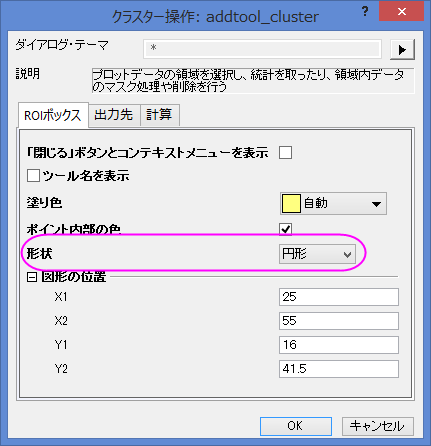 クラスター操作: addtool_cluster
? ×
ダイアログ・テーマ *
説明 プロットデータの領域を選択し、統計を取ったり、領域内データ
のマスク処理や削除を行う
ROIボックス 出力先 計算
「閉じる」ボタンとコンテキストメニューを表示
ツール名を表示
塗り色 自動
ポイント内部の色
形状 円形
図形の位置
X1 25
X2 55
Y1 16
Y2 41.5
OK キャンセル